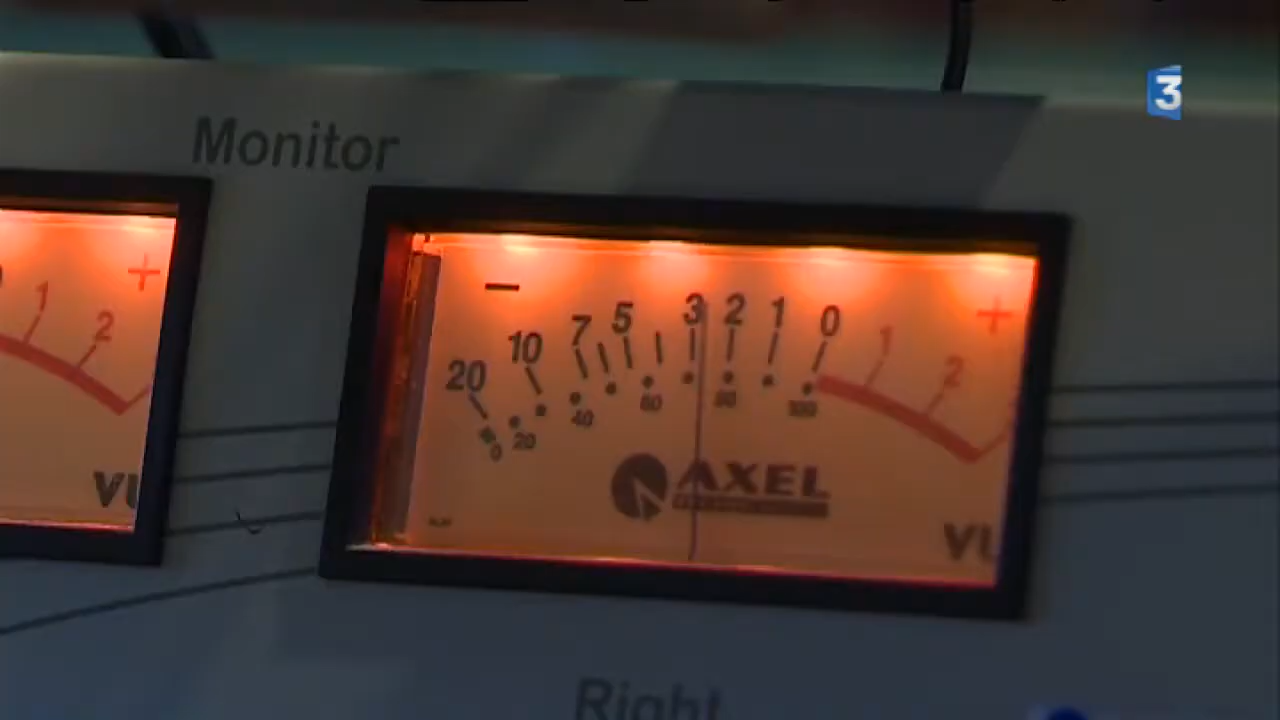 3
Monitor
+
1 2
VU
− +
20 10 7 5 3 2 1 0 1 2
0 20 40 60 80 100
AXEL
VU
Right